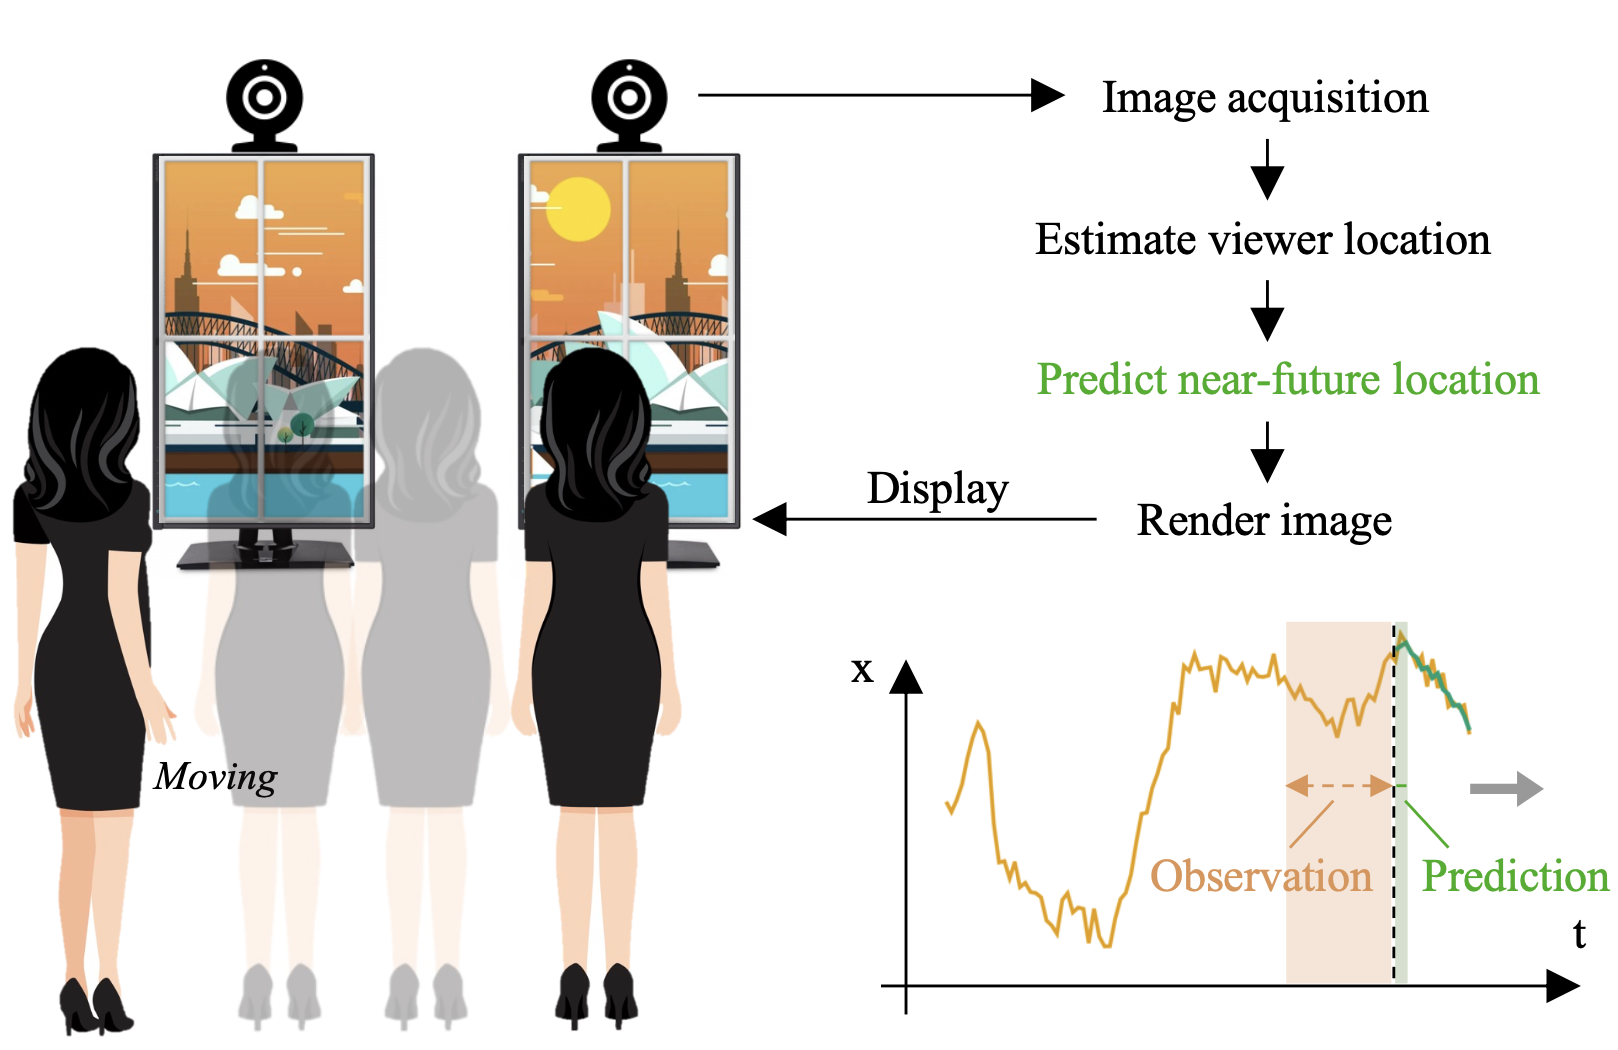 Image acquisition
Estimate viewer location
Predict near-future location
Display
Render image
x
Moving
Observation
Prediction
t